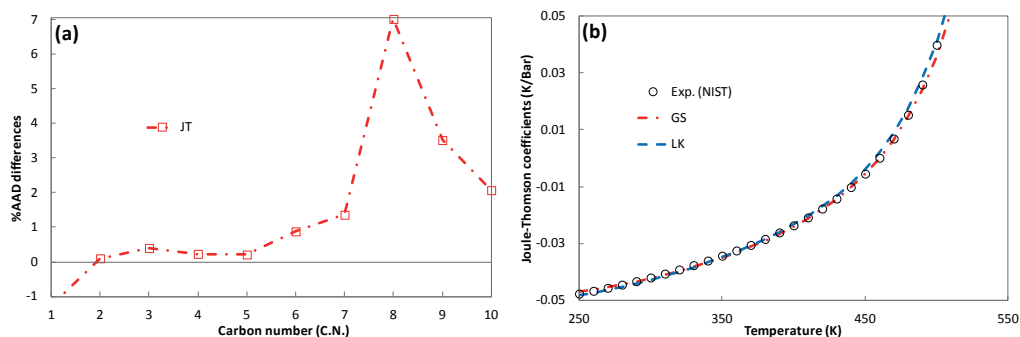 (a)
7
6
5
4
3
2
1
0
-1
%AAD differences
JT
1 2 3 4 5 6 7 8 9 10
Carbon number (C.N.)
(b)
0.05
0.03
0.01
-0.01
-0.03
-0.05
Joule-Thomson coefficients (K/Bar)
Exp. (NIST)
GS
LK
250 350 450 550
Temperature (K)